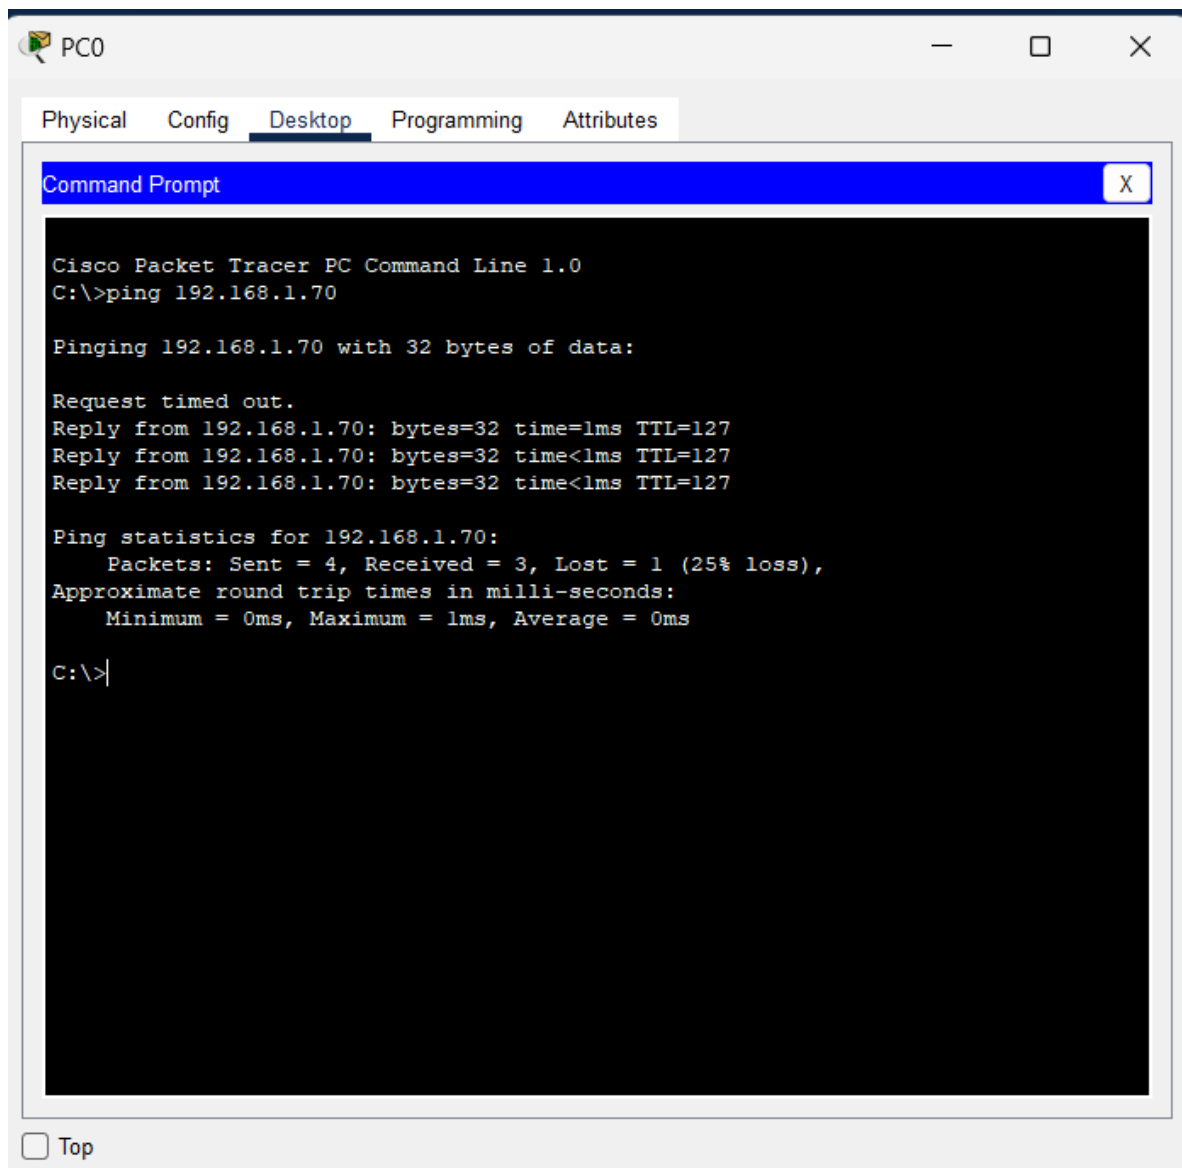 PC0
Physical Config Desktop Programming Attributes
Command Prompt X
Cisco Packet Tracer PC Command Line 1.0
C:\>ping 192.168.1.70
Pinging 192.168.1.70 with 32 bytes of data:
Request timed out.
Reply from 192.168.1.70: bytes=32 time=1ms TTL=127
Reply from 192.168.1.70: bytes=32 time<1ms TTL=127
Reply from 192.168.1.70: bytes=32 time<1ms TTL=127
Ping statistics for 192.168.1.70:
Packets: Sent = 4, Received = 3, Lost = 1 (25% loss),
Approximate round trip times in milli-seconds:
Minimum = 0ms, Maximum = 1ms, Average = 0ms
C:\>
Top